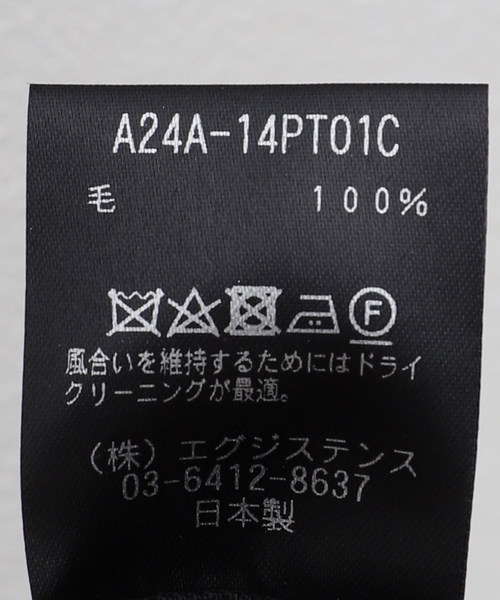 A24A-14PT01C
毛 100%
F
風合いを維持するためにはドライ
クリーニングが最適。
(株) エグジステンス
03-6412-8637
日本製